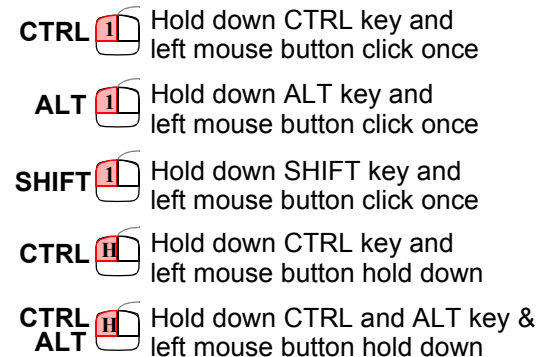 CTRL 1 Hold down CTRL key and
left mouse button click once
ALT 1 Hold down ALT key and
left mouse button click once
SHIFT 1 Hold down SHIFT key and
left mouse button click once
CTRL H Hold down CTRL key and
left mouse button hold down
CTRL H Hold down CTRL and ALT key &
ALT left mouse button hold down